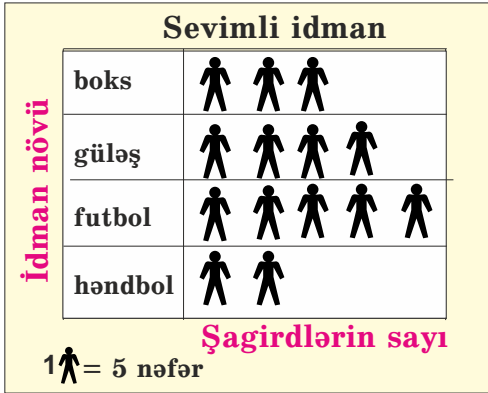 Sevimli idman
İdman növü
boks
güləş
futbol
həndbol
Şagirdlərin sayı
1 = 5 nəfər